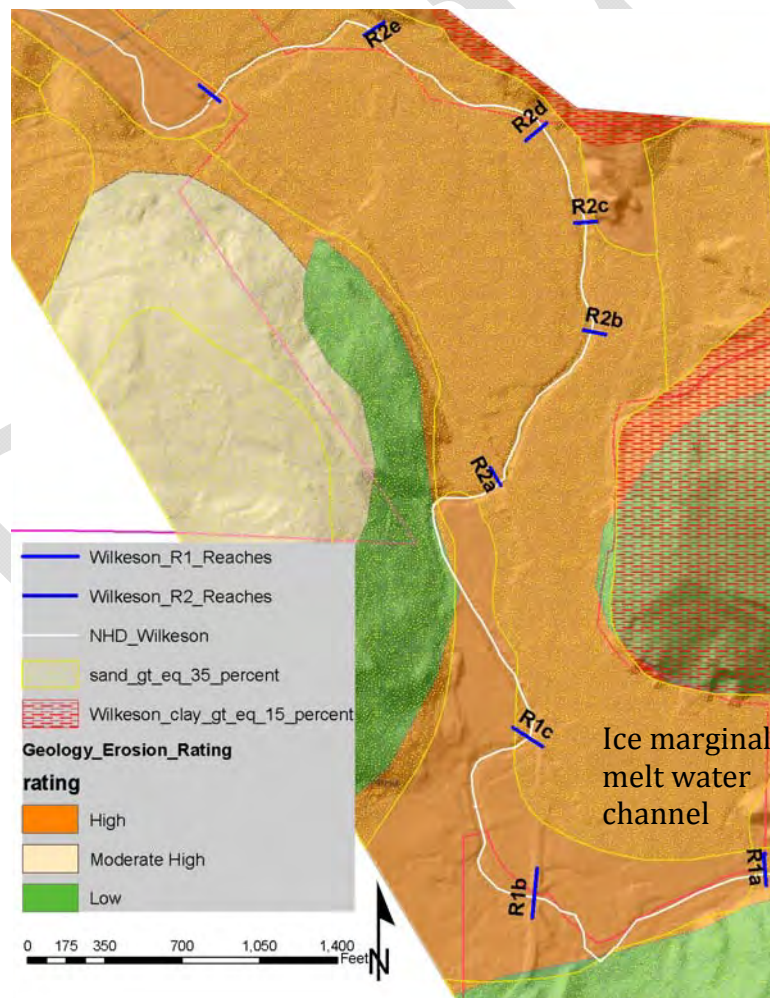 R2e
R2d
R2c
R2b
R2a
R1c
Ice marginal
melt water
channel
R1b
R1a
Wilkeson_R1_Reaches
Wilkeson_R2_Reaches
NHD_Wilkeson
sand_gt_eq_35_percent
Wilkeson_clay_gt_eq_15_percent
Geology_Erosion_Rating
rating
High
Moderate High
Low
0 175 350 700 1,050 1,400
Feet
N